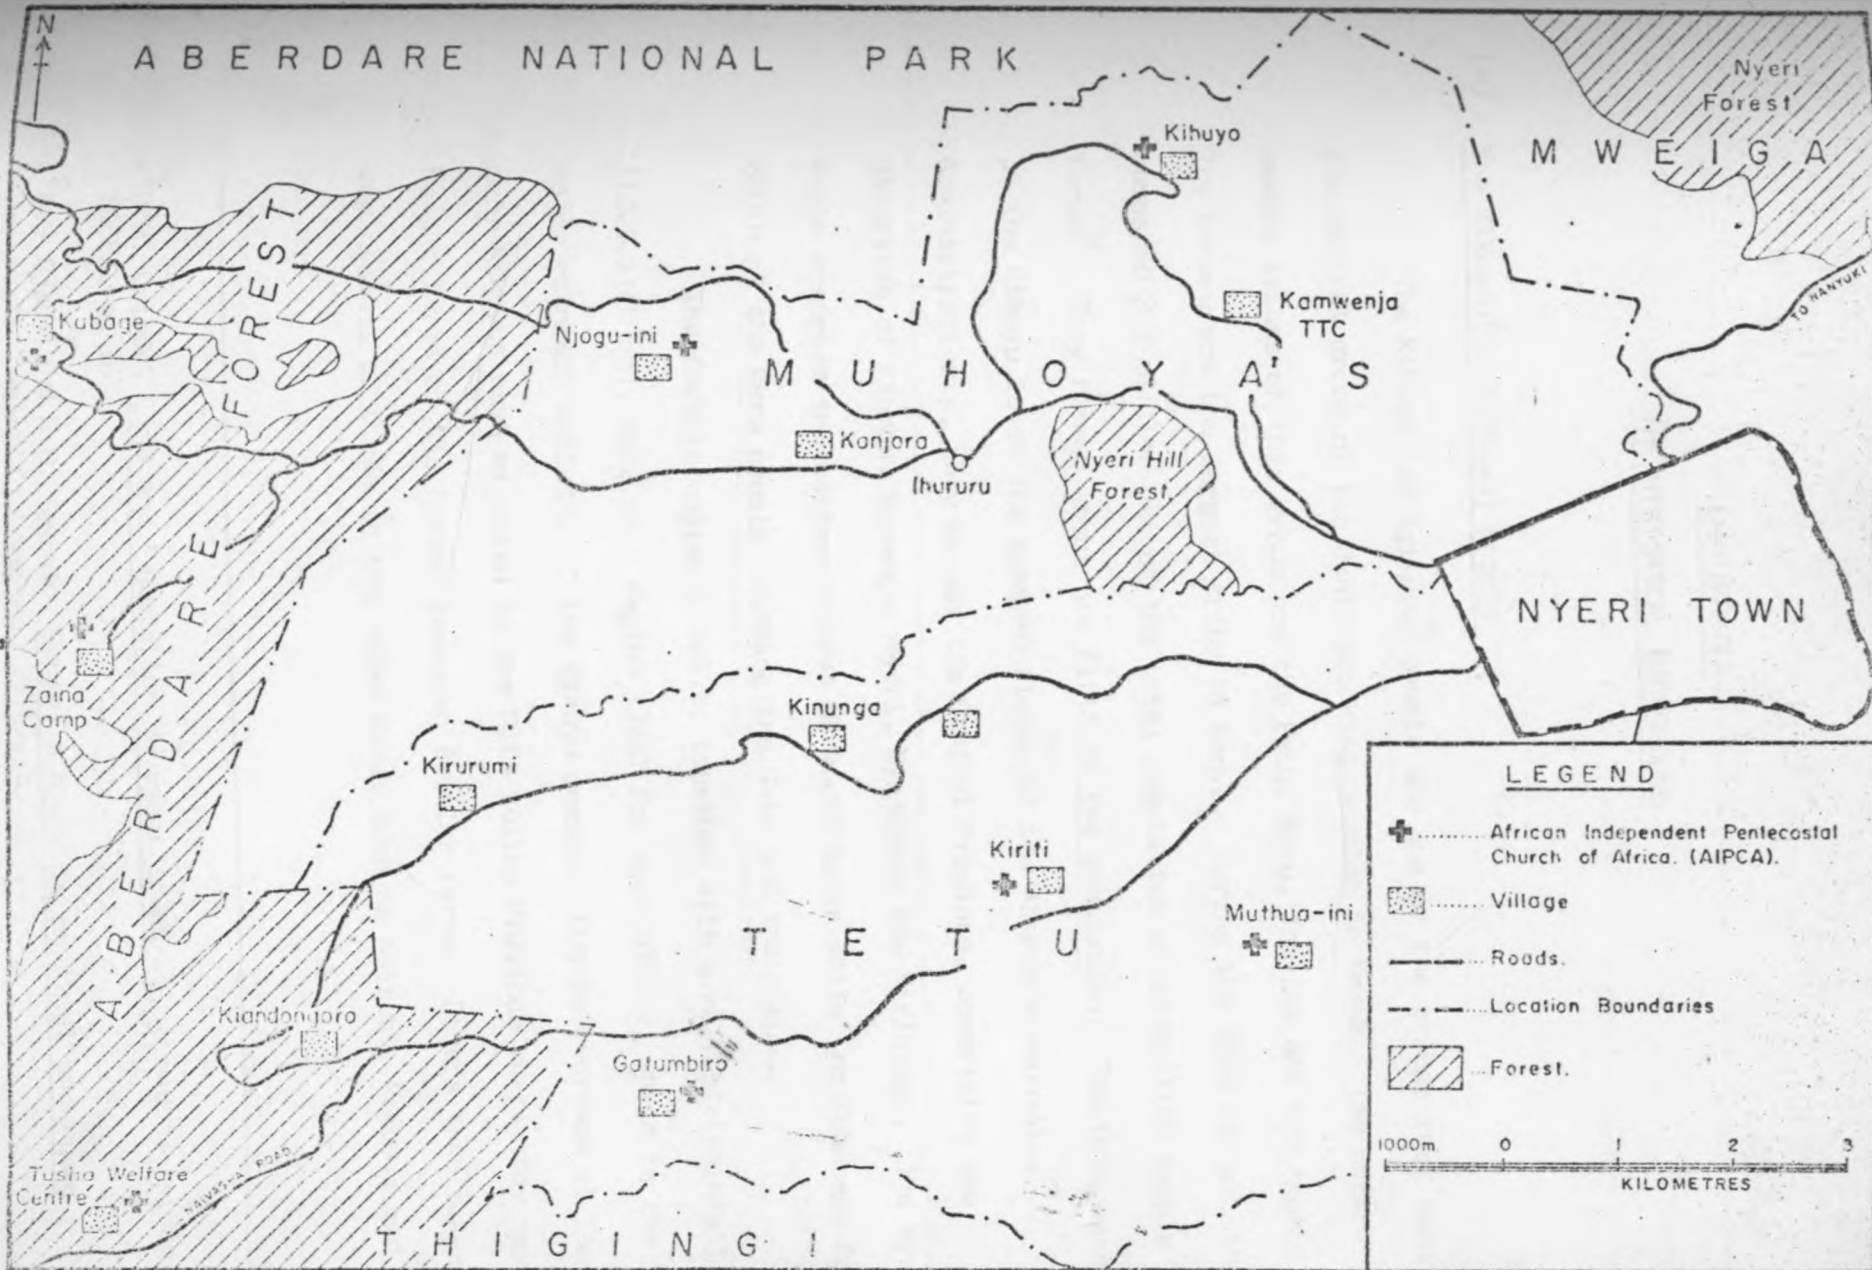 N
ABERDARE NATIONAL PARK
Nyeri
Forest
MWEIGA
Kihuyo
Kamwenja
TTC
TO NANYUKI
Kabage
Njogu-ini
MUHOYA'S
Kanjora
Ihururu
Nyeri Hill
Forest.
ABERDARE FOREST
NYERI TOWN
Zaina
Camp
Kinunga
Kirurumi
Kiriti
Muthua-ini
TETU
Kiandongoro
Gatumbiro
Tusha Welfare
Centre
NAIVASHA ROAD
THIGINGI
LEGEND
African Independent Pentecostal
Church of Africa. (AIPCA).
Village
Roads.
Location Boundaries
Forest.
1000m. 0 1 2 3
KILOMETRES